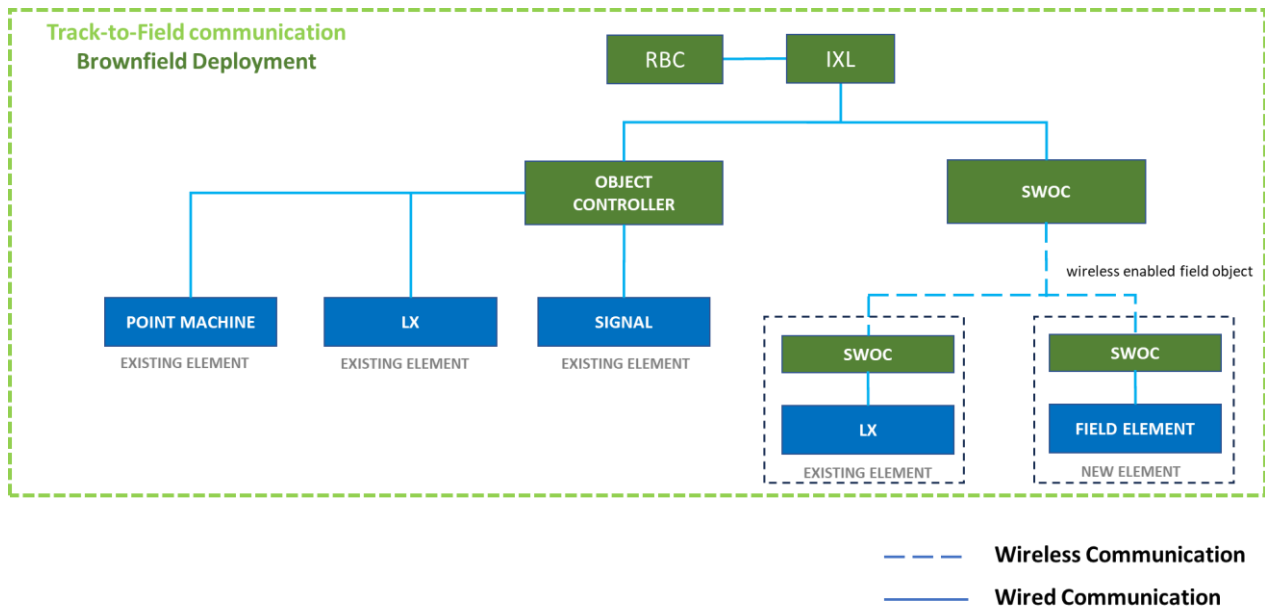 Track-to-Field communication
Brownfield Deployment
RBC
IXL
OBJECT
CONTROLLER
SWOC
wireless enabled field object
POINT MACHINE
LX
SIGNAL
EXISTING ELEMENT
EXISTING ELEMENT
EXISTING ELEMENT
SWOC
SWOC
LX
FIELD ELEMENT
EXISTING ELEMENT
NEW ELEMENT
Wireless Communication
Wired Communication